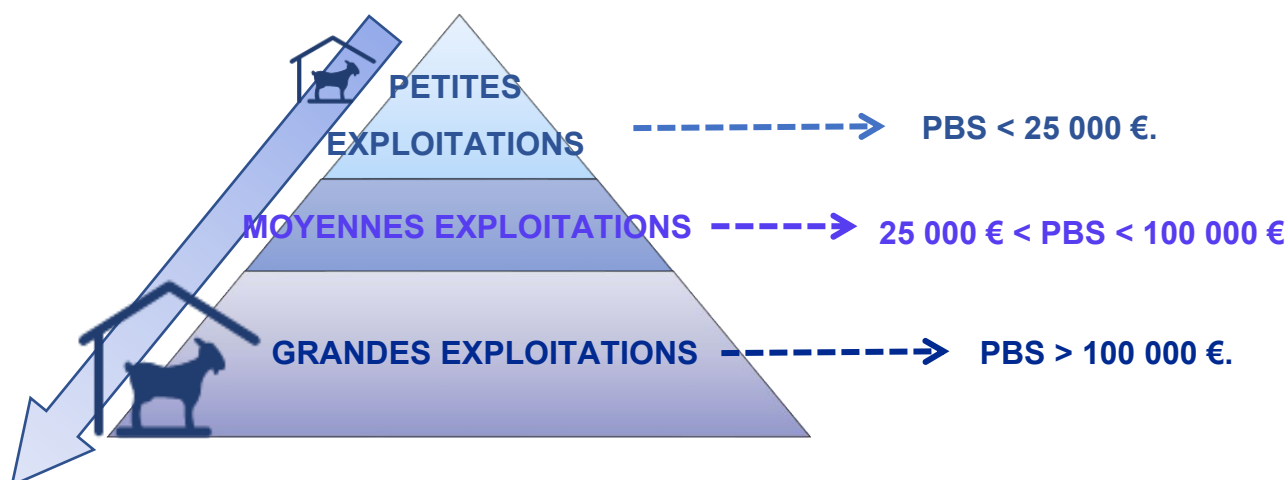 PETITES
EXPLOITATIONS
PBS < 25 000 €.
MOYENNES EXPLOITATIONS
25 000 € < PBS < 100 000 €
GRANDES EXPLOITATIONS
PBS > 100 000 €.